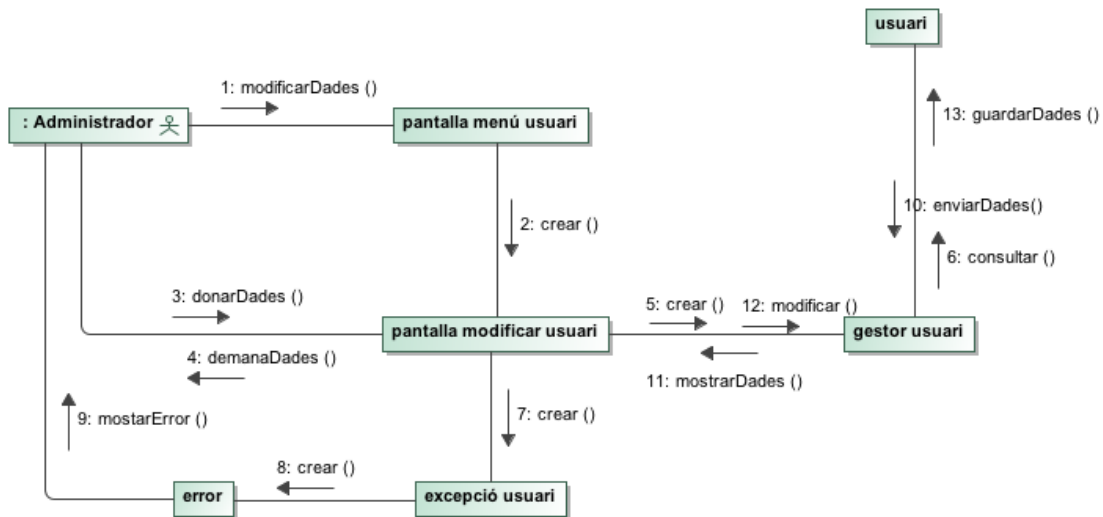 usuari
1: modificarDades ()
: Administrador
pantalla menú usuari
13: guardarDades ()
10: enviarDades()
2: crear ()
6: consultar ()
3: donarDades ()
5: crear ()
12: modificar ()
pantalla modificar usuari
gestor usuari
4: demanaDades ()
11: mostrarDades ()
9: mostarError ()
7: crear ()
8: crear ()
error
excepció usuari